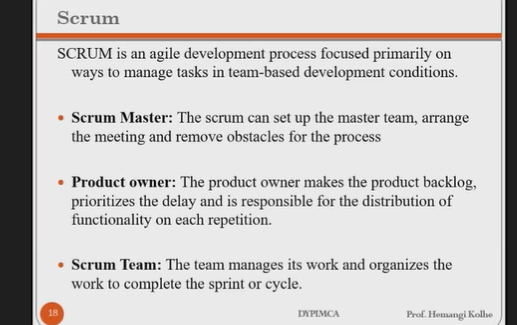 Scrum
SCRUM is an agile development process focused primarily on
ways to manage tasks in team-based development conditions.
• Scrum Master: The scrum can set up the master team, arrange
the meeting and remove obstacles for the process
• Product owner: The product owner makes the product backlog,
prioritizes the delay and is responsible for the distribution of
functionality on each repetition.
• Scrum Team: The team manages its work and organizes the
work to complete the sprint or cycle.
18 DYPIMCA Prof. Hemangi Kolhe